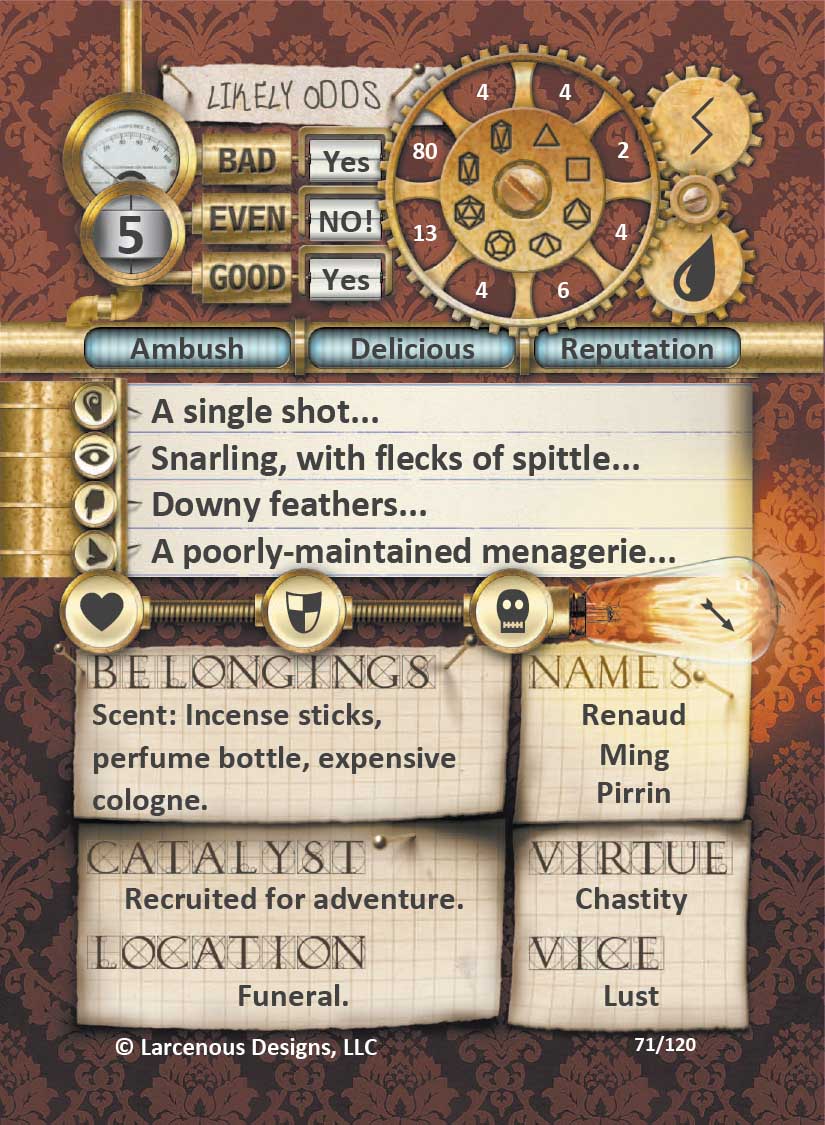 LIKELY ODDS
BAD Yes
EVEN NO!
GOOD Yes
5
4 4
80 2
13 4
4 6
Ambush Delicious Reputation
A single shot...
Snarling, with flecks of spittle...
Downy feathers...
A poorly-maintained menagerie...
BELONGINGS
Scent: Incense sticks,
perfume bottle, expensive
cologne.
NAMES
Renaud
Ming
Pirrin
CATALYST
Recruited for adventure.
LOCATION
Funeral.
VIRTUE
Chastity
VICE
Lust
© Larcenous Designs, LLC
71/120